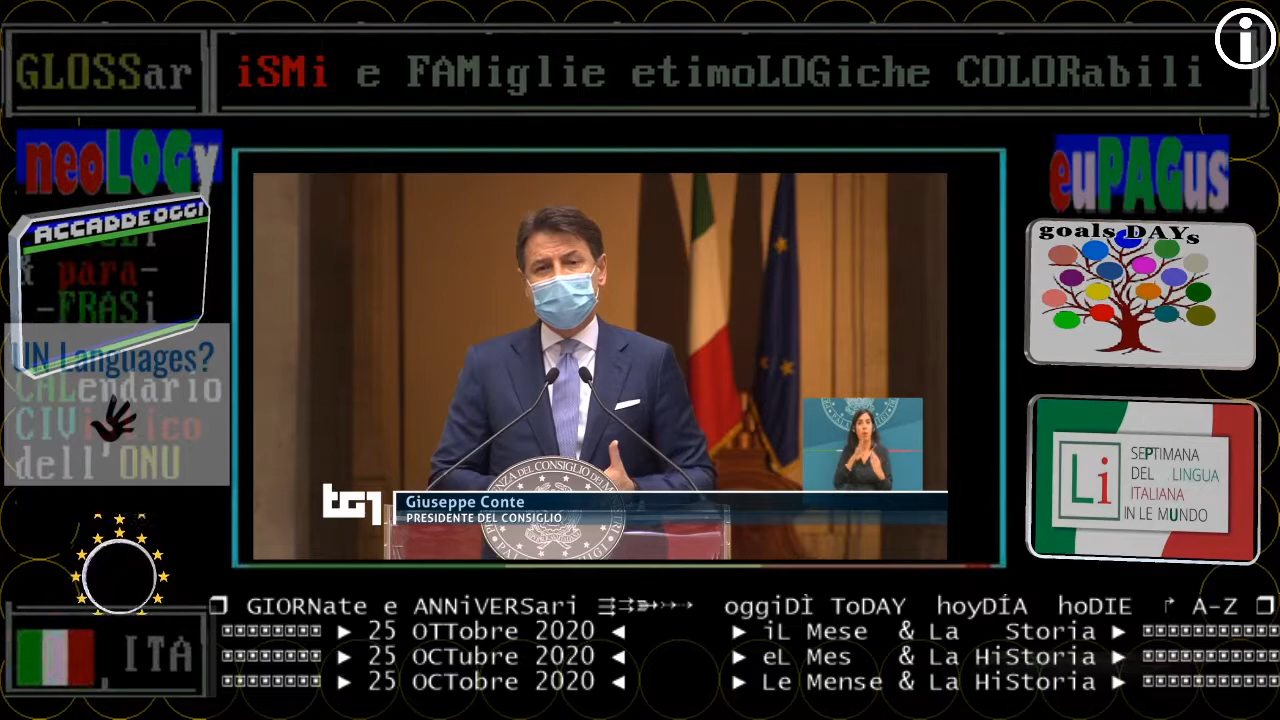 GLOSSar
iSMi e FAMiglie etimoLOGiche COLORabili
i
neoLOGy
euPAGus
ACCADDE OGGI
& para-
-FRASi
UN Languages?
CALendario
CIVi
dell'ONU
goals DAYs
Li
SEPTIMANA
DEL LINGUA
ITALIANA
IN LE MUNDO
tg1
Giuseppe Conte
PRESIDENTE DEL CONSIGLIO
GIORNate e ANNiVERSari oggiDÌ ToDAY hoyDÍA hoDIE A-Z
25 OTTobre 2020 iL Mese & La Storia
25 OCTubre 2020 eL Mes & La HiStoria
25 OCTobre 2020 Le Mense & La HiStoria
ITA